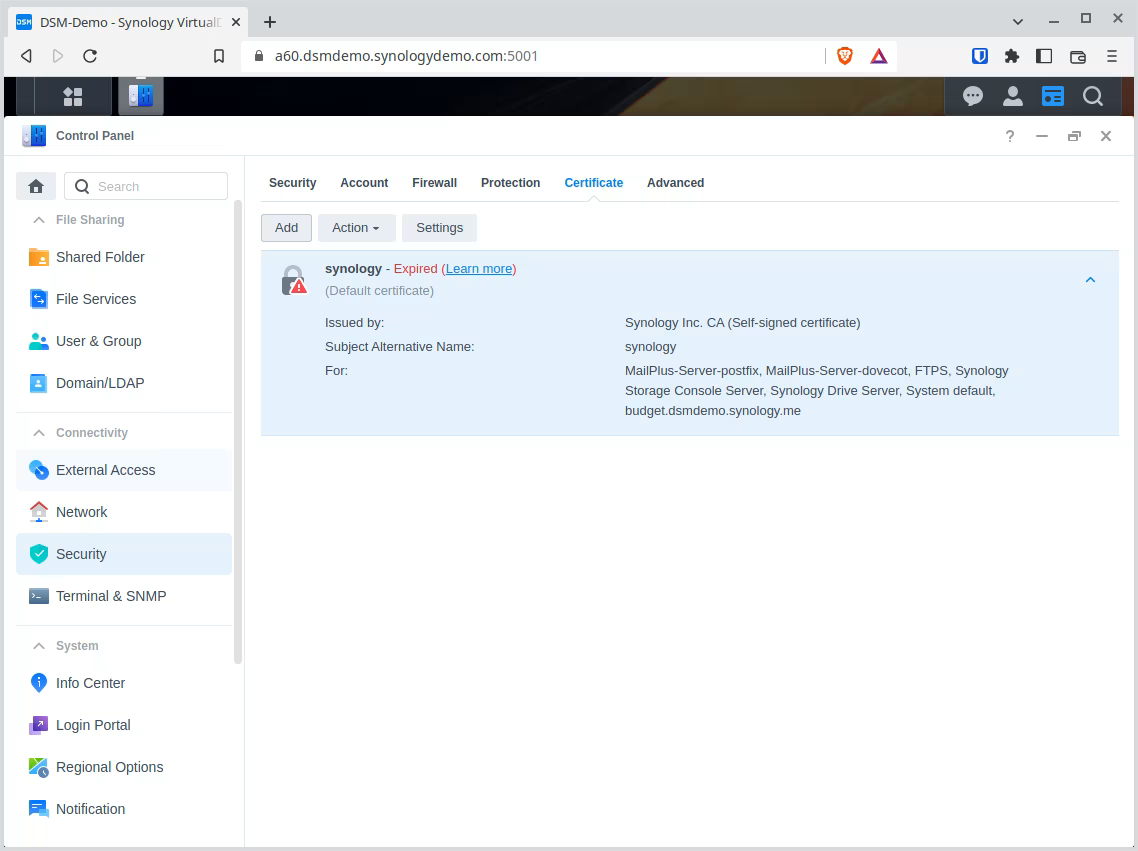 DSM
DSM-Demo - Synology VirtualD
a60.dsmdemo.synologydemo.com:5001
Control Panel
Search
File Sharing
Shared Folder
File Services
User & Group
Domain/LDAP
Connectivity
External Access
Network
Security
Terminal & SNMP
System
Info Center
Login Portal
Regional Options
Notification
Security Account Firewall Protection Certificate Advanced
Add Action Settings
synology - Expired (Learn more)
(Default certificate)
Issued by: Synology Inc. CA (Self-signed certificate)
Subject Alternative Name: synology
For: MailPlus-Server-postfix, MailPlus-Server-dovecot, FTPS, Synology
Storage Console Server, Synology Drive Server, System default,
budget.dsmdemo.synology.me